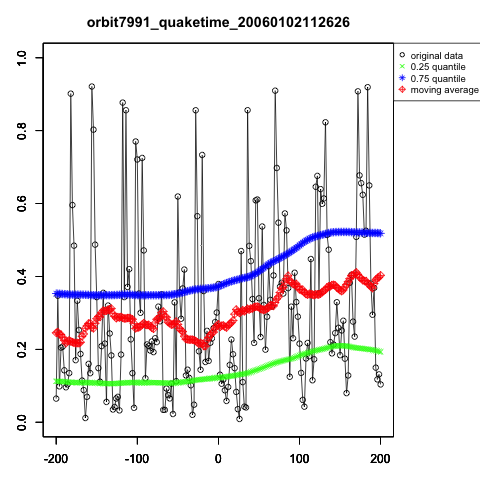 orbit7991_quaketime_20060102112626
original data
0.25 quantile
0.75 quantile
moving average
1.0
0.8
0.6
0.4
0.2
0.0
-200
-100
0
100
200